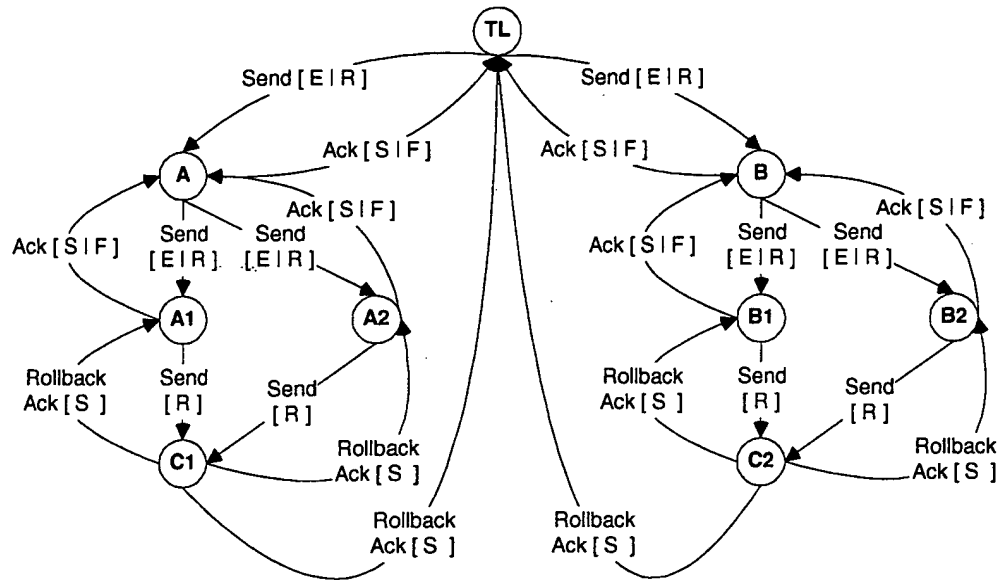 TL
Send [ E I R ]
Send [ E I R ]
Ack [ S I F ]
Ack [ S I F ]
A
B
Ack [ S I F ]
Ack [ S I F ]
Ack [ S I F ]
Send
[ E I R ]
Send
[ E I R ]
Ack [ S I F ]
Send
[ E I R ]
Send
[ E I R ]
A1
A2
B1
B2
Rollback
Ack [ S ]
Send
[ R ]
Send
[ R ]
Rollback
Ack [ S ]
Send
[ R ]
Send
[ R ]
Rollback
Ack [ S ]
Rollback
Ack [ S ]
C1
C2
Rollback
Ack [ S ]
Rollback
Ack [ S ]